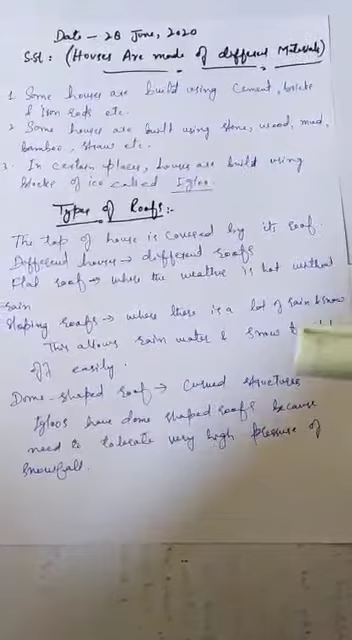 Date - 28 June, 2020
S.St : (Houses Are made of different Materials)
1. Some houses are build using Cement, bricks
& Iron rods etc.
2. Some houses are built using stone, wood, mud,
bamboo, straw etc.
3. In certain places, houses are build using
blocks of ice called Igloo.
Types of Roofs :-
The top of house is covered by its roof.
Different houses → different roofs
Flat roof → where the weather is hot without
rain
Sloping roofs → where there is a lot of rain & snow
This allows rain water & snow to
off easily.
Dome-shaped roof → curved structures
Igloos have dome shaped roofs because
need to tolerate very high pressure of
snowfall.